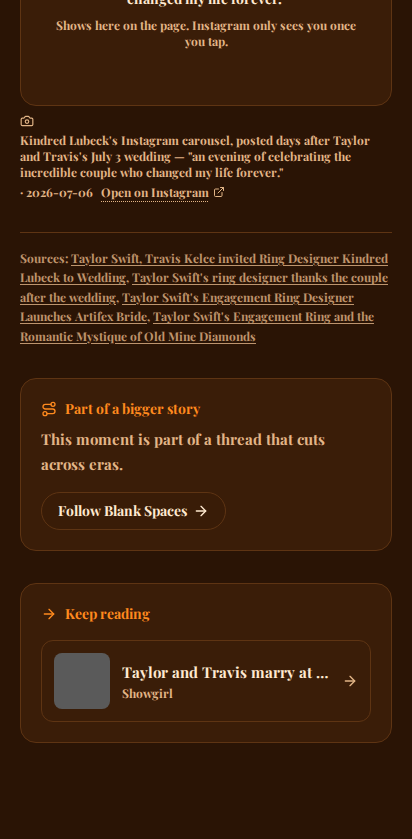 changed my life forever.
Shows here on the page. Instagram only sees you once
you tap.
Kindred Lubeck's Instagram carousel, posted days after Taylor
and Travis's July 3 wedding — "an evening of celebrating the
incredible couple who changed my life forever."
· 2026-07-06 Open on Instagram
Sources: Taylor Swift, Travis Kelce invited Ring Designer Kindred
Lubeck to Wedding, Taylor Swift's ring designer thanks the couple
after the wedding, Taylor Swift's Engagement Ring Designer
Launches Artifex Bride, Taylor Swift's Engagement Ring and the
Romantic Mystique of Old Mine Diamonds
Part of a bigger story
This moment is part of a thread that cuts
across eras.
Follow Blank Spaces
Keep reading
Taylor and Travis marry at ...
Showgirl